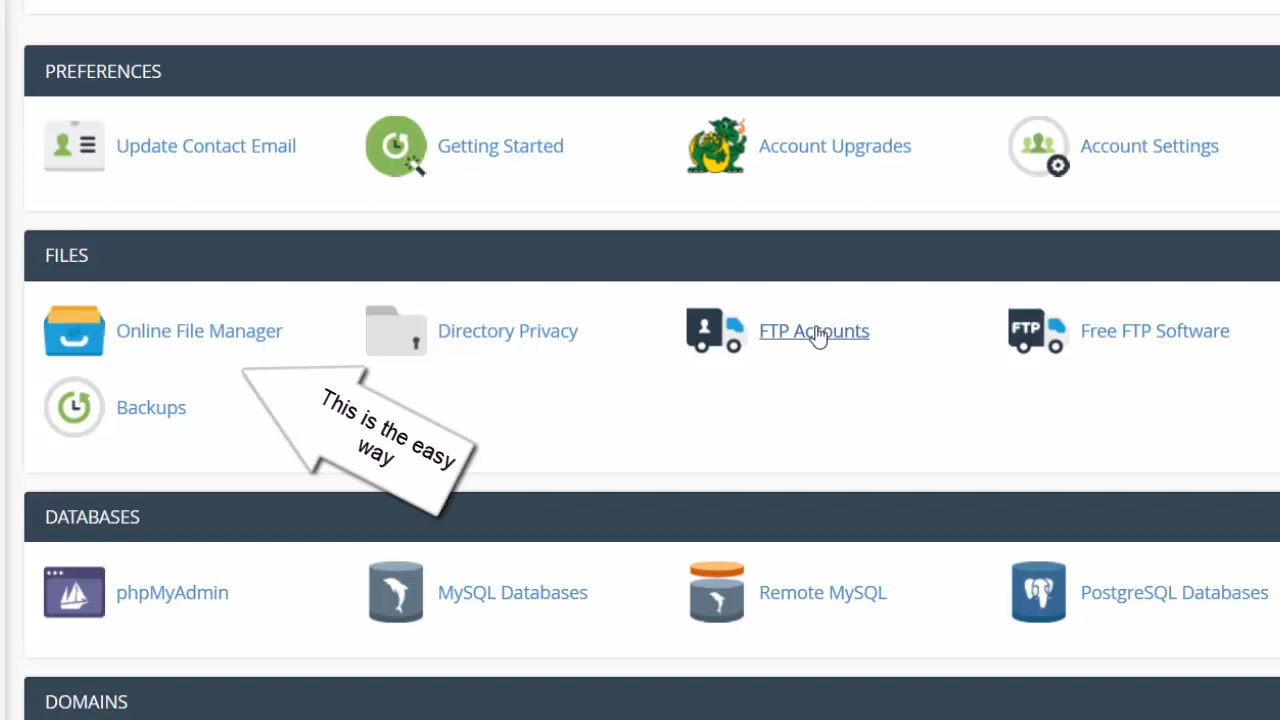 PREFERENCES
Update Contact Email
Getting Started
Account Upgrades
Account Settings
FILES
Online File Manager
Directory Privacy
FTP Accounts
FTP
Free FTP Software
Backups
This is the easy
way
DATABASES
phpMyAdmin
MySQL Databases
Remote MySQL
PostgreSQL Databases
DOMAINS